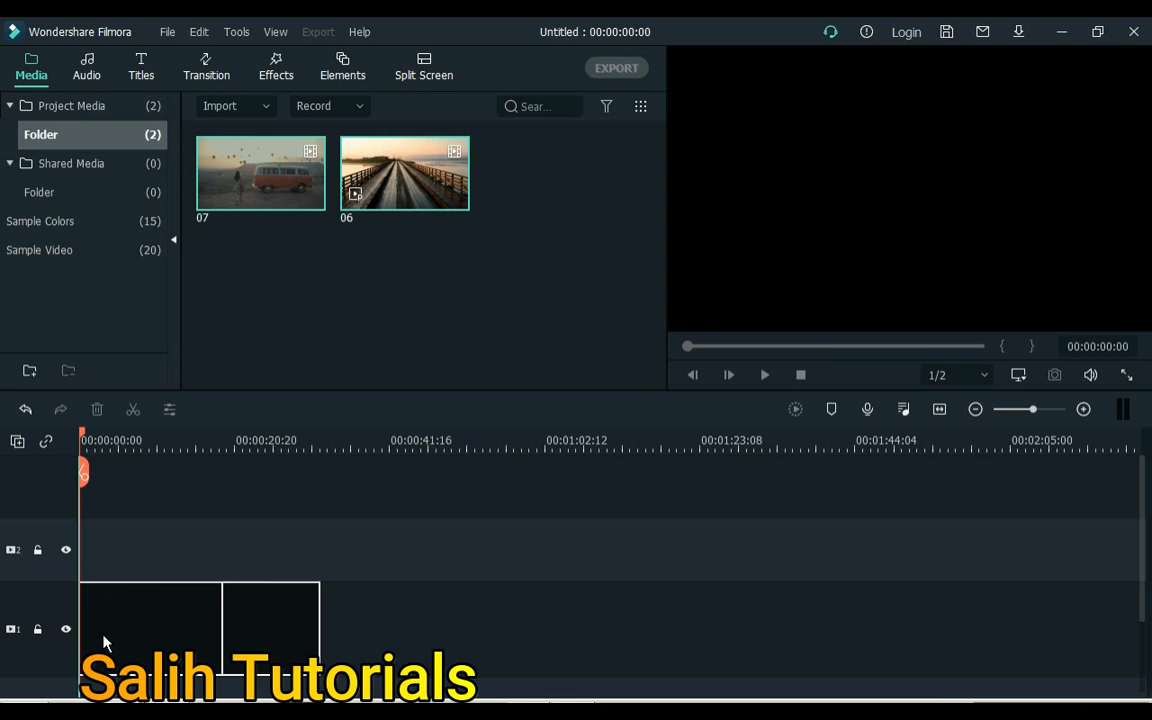 Wondershare Filmora File Edit Tools View Export Help Untitled : 00:00:00:00 Login
Media Audio Titles Transition Effects Elements Split Screen EXPORT
Project Media (2) Import Record Sear...
Folder (2)
Shared Media (0)
Folder (0)
Sample Colors (15)
Sample Video (20)
07 06
{ } 00:00:00:00
1/2
00:00:00:00 00:00:20:20 00:00:41:16 00:01:02:12 00:01:23:08 00:01:44:04 00:02:05:00
2
1
Salih Tutorials